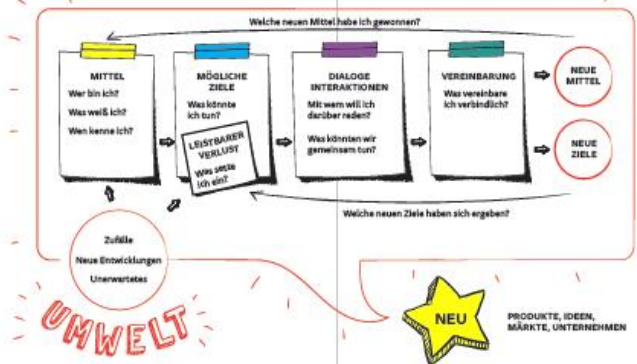 Welche neuen Mittel habe ich gewonnen?
MITTEL
Wer bin ich?
Was weiß ich?
Wen kenne ich?
MÖGLICHE
ZIELE
Was könnte
ich tun?
LEISTBARER
VERLUST
Was setze
ich ein?
DIALOGE
INTERAKTIONEN
Mit wem will ich
darüber reden?
Was könnten wir
gemeinsam tun?
VEREINBARUNG
Was vereinbare
ich verbindlich?
NEUE
MITTEL
NEUE
ZIELE
Welche neuen Ziele haben sich ergeben?
Zufälle
Neue Entwicklungen
Unerwartetes
UMWELT
NEU
PRODUKTE, IDEEN,
MÄRKTE, UNTERNEHMEN